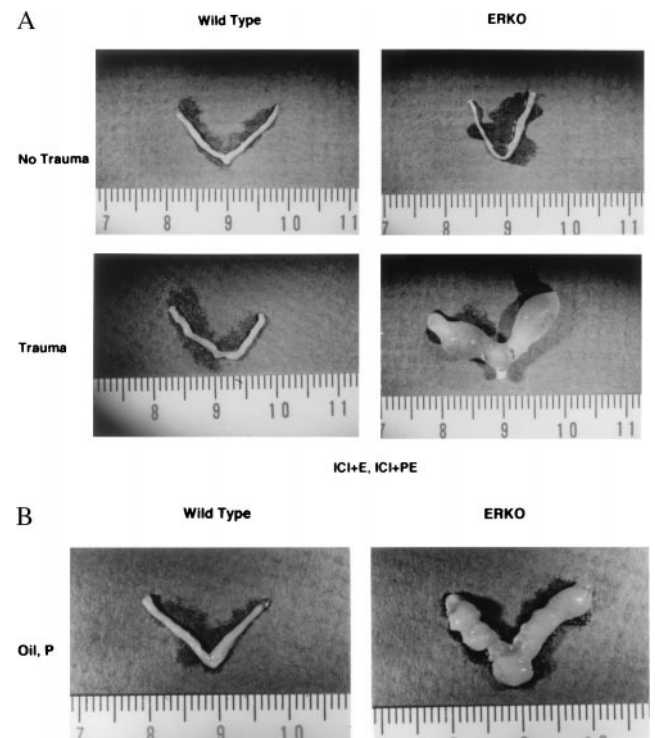 A
Wild Type
ERKO
No Trauma
7 8 9 10 11
8 9 10 11
Trauma
8 9 10 11
7 8 9 10 11
ICI+E, ICI+PE
B
Wild Type
ERKO
Oil, P
7 8 9 10